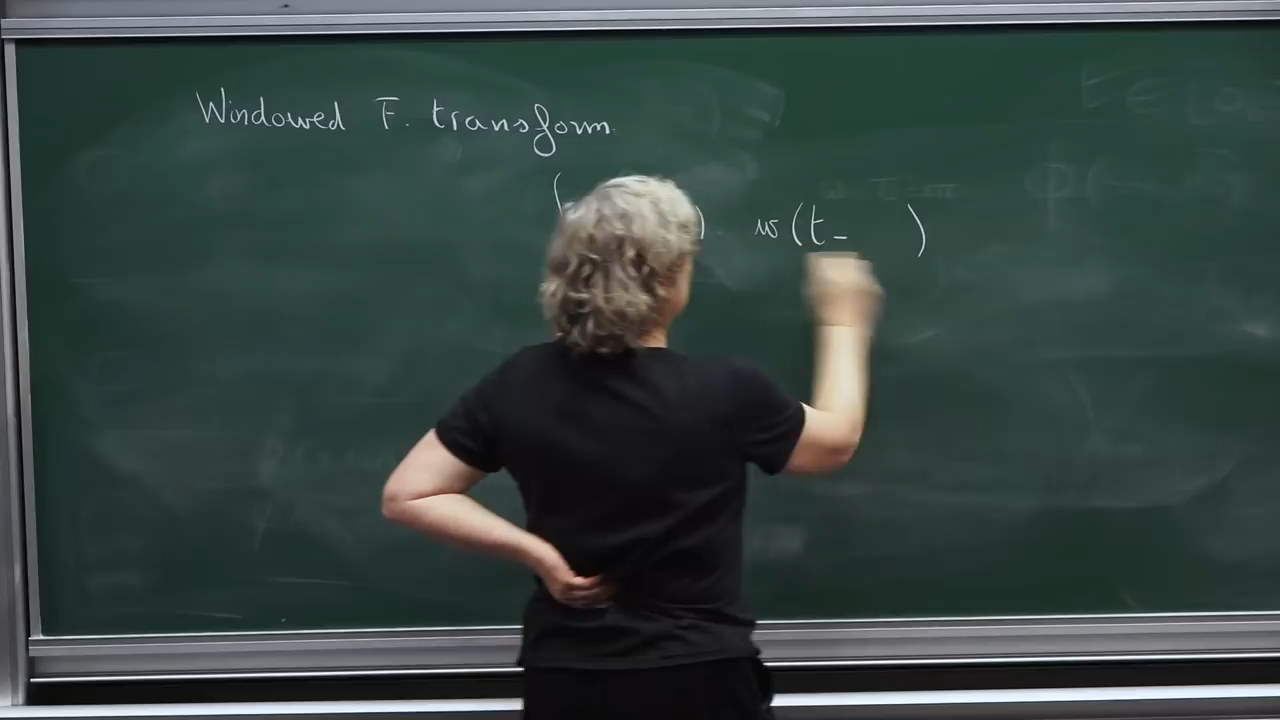 Windowed F. transform
( ) w(t- )